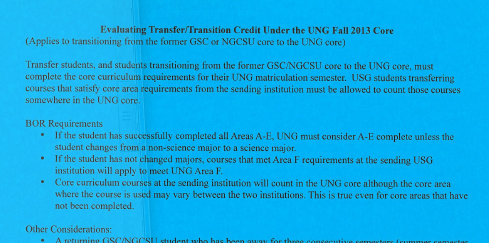 Evaluating Transfer/Transition Credit Under the UNG Fall 2013 Core
(Applies to transitioning from the former GSC or NGCSU core to the UNG core)
Transfer students, and students transitioning from the former GSC/NGCSU core to the UNG core, must
complete the core curriculum requirements for their UNG matriculation semester. USG students transferring
courses that satisfy core area requirements from the sending institution must be allowed to count those courses
somewhere in the UNG core.
BOR Requirements
• If the student has successfully completed all Areas A-E, UNG must consider A-E complete unless the
student changes from a non-science major to a science major.
• If the student has not changed majors, courses that met Area F requirements at the sending USG
institution will apply to meet UNG Area F.
• Core curriculum courses at the sending institution will count in the UNG core although the core area
where the course is used may vary between the two institutions. This is true even for core areas that have
not been completed.
Other Considerations:
• A returning GSC/NGCSU student who has been away for three consecutive semesters (summer semester